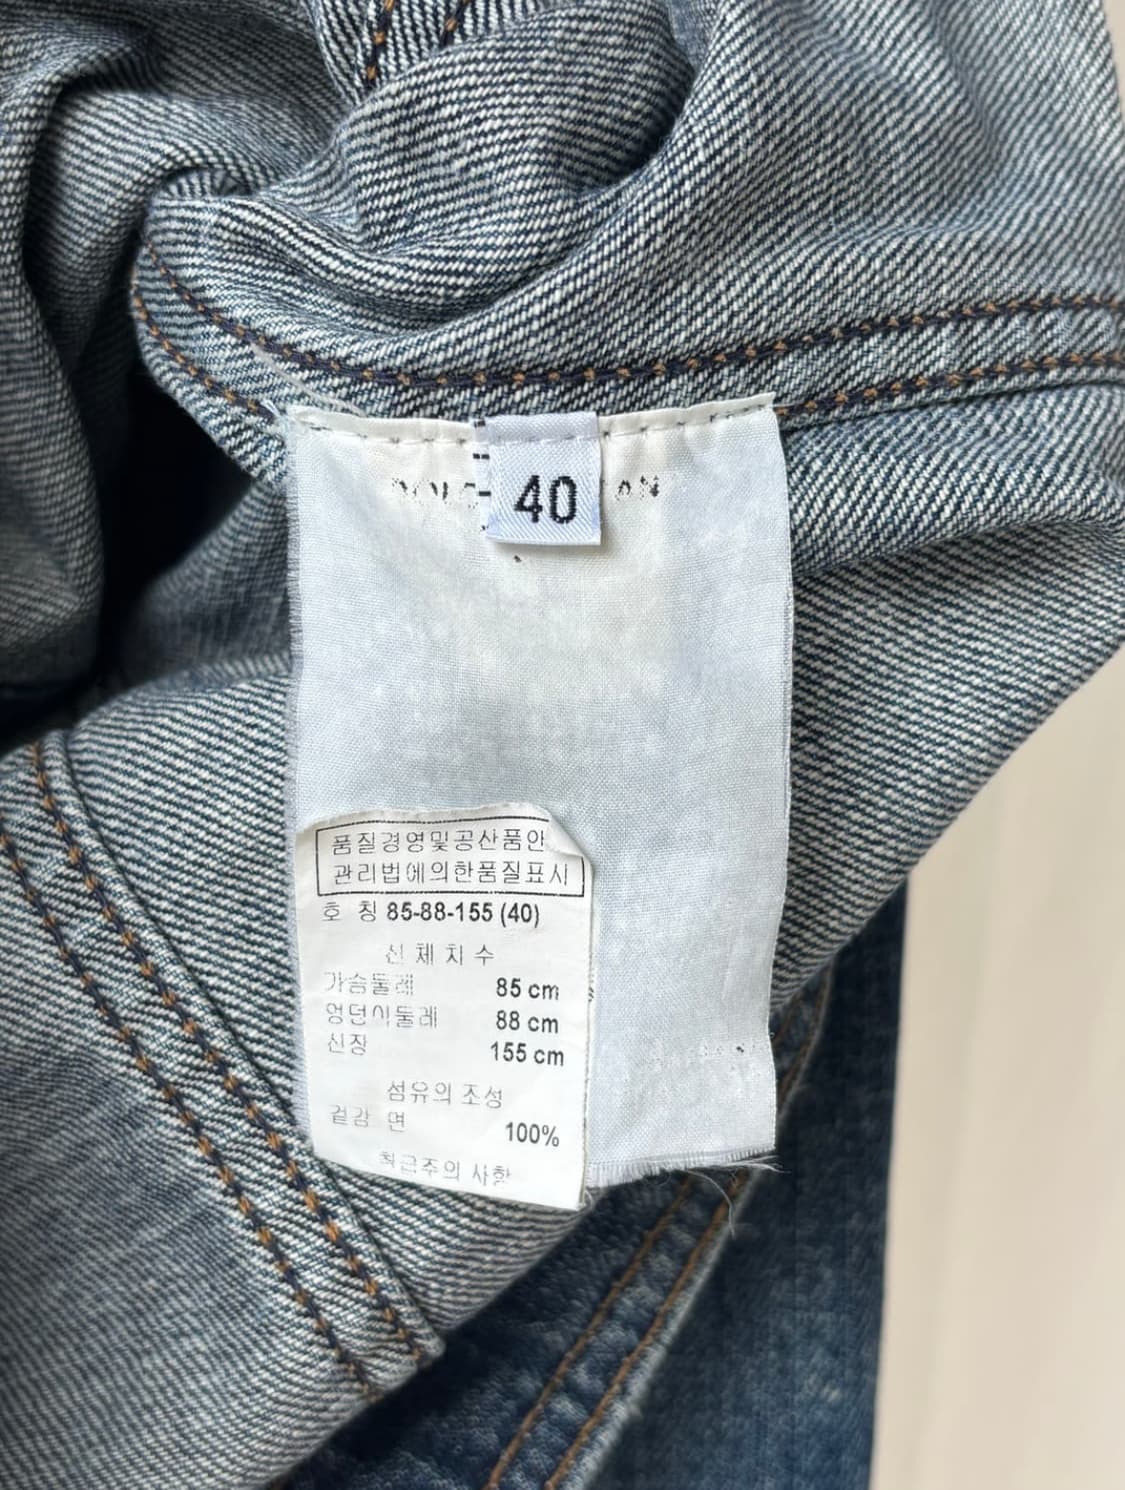 40
품질경영및공산품안
관리법에의한품질표시
호 칭 85-88-155 (40)
신 체 치 수
가슴둘레 85 cm
엉덩이둘레 88 cm
신장 155 cm
섬유의 조성
겉감 면 100%
취급주의 사항